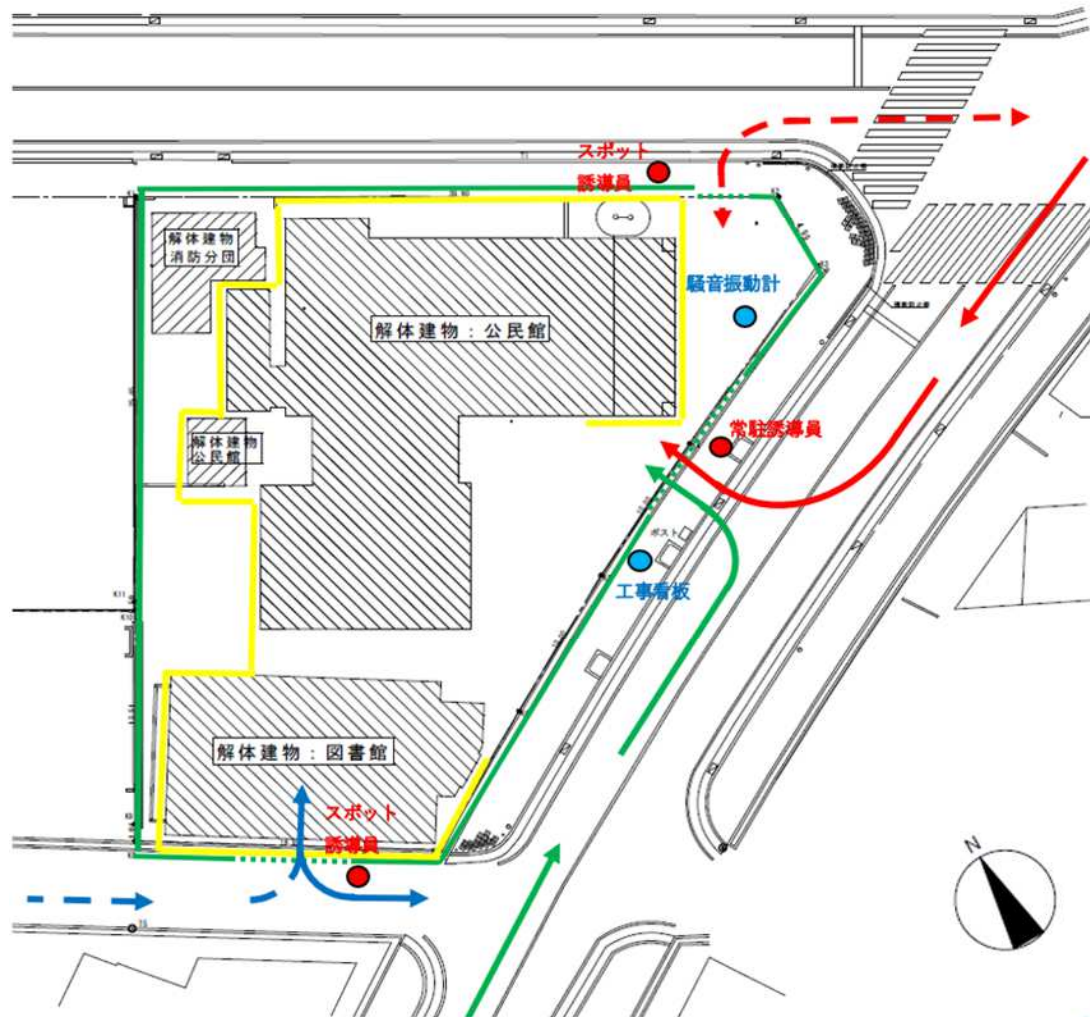 スポット
誘導員
解体建物
消防分団
騒音振動計
解体建物：公民館
常駐誘導員
解体建物
公民館
ポスト
工事看板
K11
K10
解体建物：図書館
スポット
誘導員
N
T5